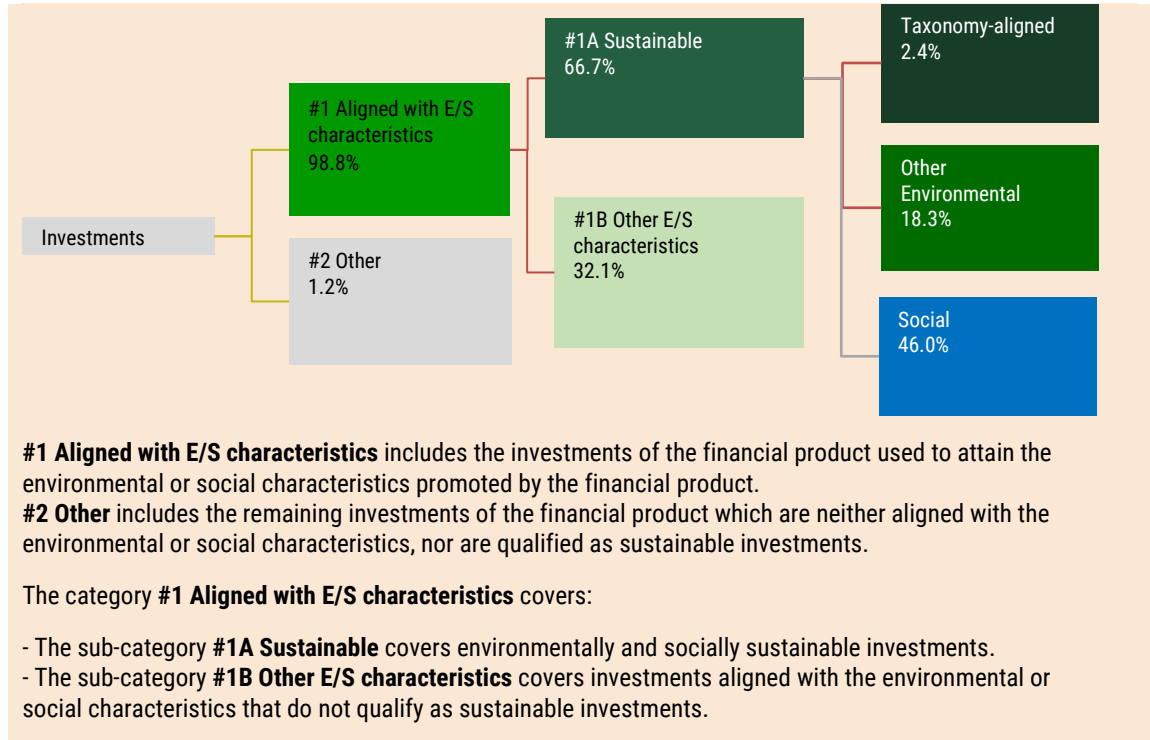 Investments
#1 Aligned with E/S
characteristics
98.8%
#2 Other
1.2%
#1A Sustainable
66.7%
#1B Other E/S
characteristics
32.1%
Taxonomy-aligned
2.4%
Other
Environmental
18.3%
Social
46.0%
#1 Aligned with E/S characteristics includes the investments of the financial product used to attain the
environmental or social characteristics promoted by the financial product.
#2 Other includes the remaining investments of the financial product which are neither aligned with the
environmental or social characteristics, nor are qualified as sustainable investments.
The category #1 Aligned with E/S characteristics covers:
- The sub-category #1A Sustainable covers environmentally and socially sustainable investments.
- The sub-category #1B Other E/S characteristics covers investments aligned with the environmental or
social characteristics that do not qualify as sustainable investments.